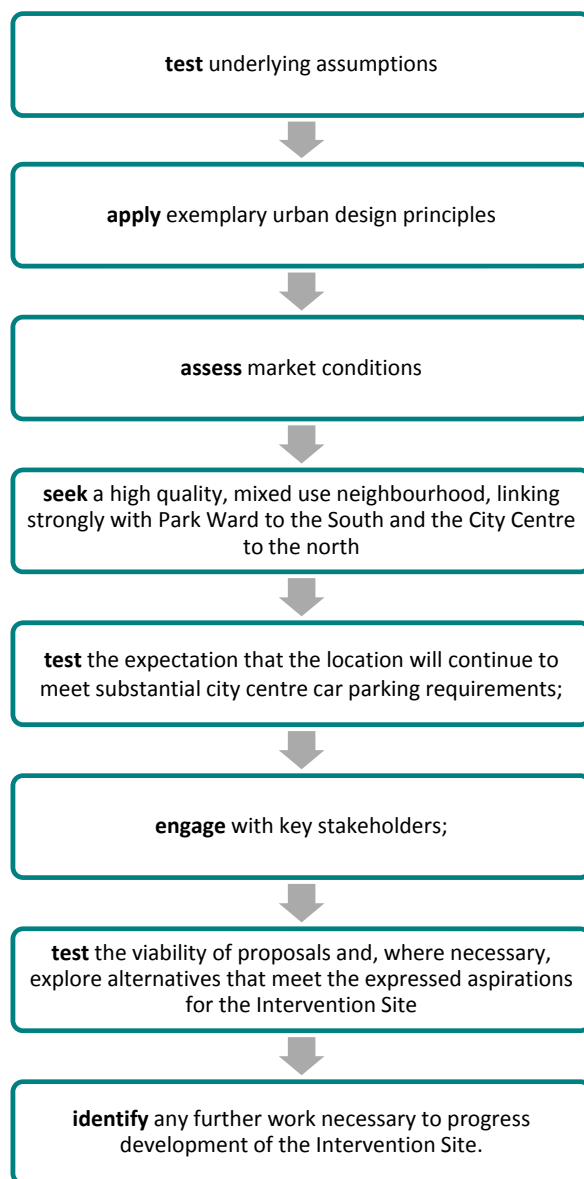 test underlying assumptions
apply exemplary urban design principles
assess market conditions
seek a high quality, mixed use neighbourhood, linking
strongly with Park Ward to the South and the City Centre
to the north
test the expectation that the location will continue to
meet substantial city centre car parking requirements;
engage with key stakeholders;
test the viability of proposals and, where necessary,
explore alternatives that meet the expressed aspirations
for the Intervention Site
identify any further work necessary to progress
development of the Intervention Site.